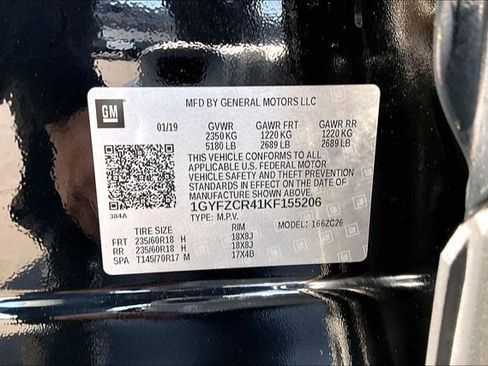 GM
MFD BY GENERAL MOTORS LLC
01/19 GVWR GAWR FRT GAWR RR
2350 KG 1220 KG 1220 KG
5180 LB 2689 LB 2689 LB
THIS VEHICLE CONFORMS TO ALL
APPLICABLE U.S. FEDERAL MOTOR
VEHICLE SAFETY AND THEFT PREVENTION
STANDARDS IN EFFECT ON THE DATE OF
MANUFACTURE SHOWN ABOVE.
1GYFZCR41KF155206
384A TYPE: M.P.V. MODEL: 166ZC26
TIRE SIZE RIM
FRT 235/60R18 H 18X8J
RR 235/60R18 H 18X8J
SPA T145/70R17 M 17X4B